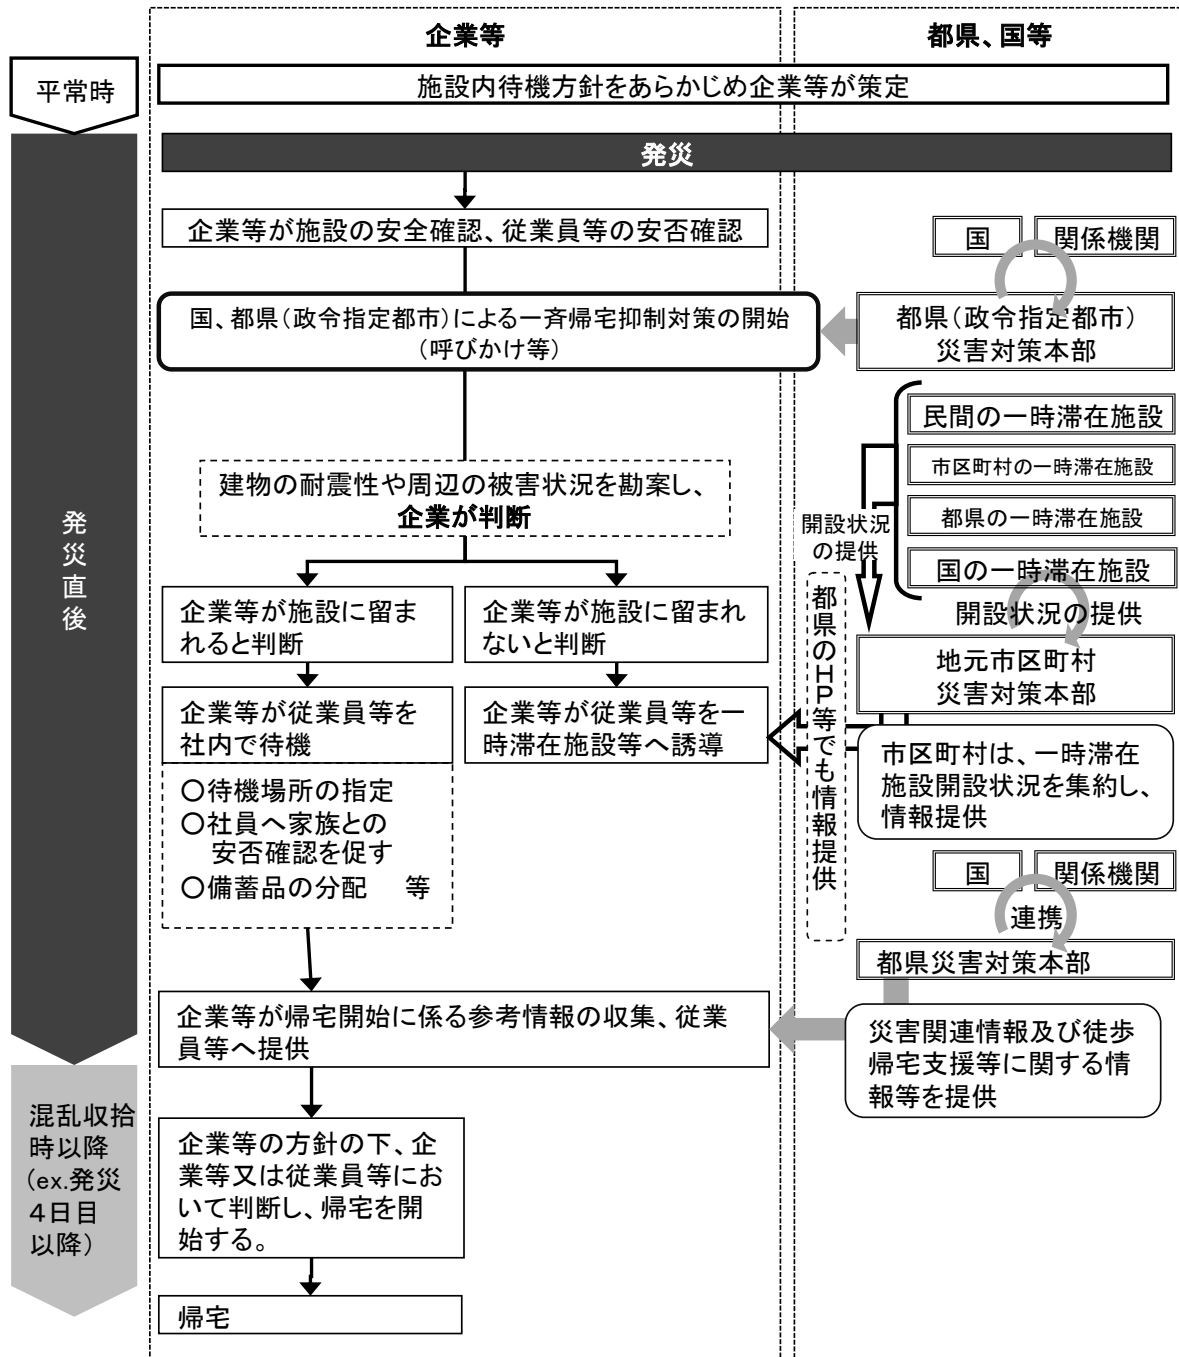 企業等
都県、国等
平常時
施設内待機方針をあらかじめ企業等が策定
発災
発災直後
企業等が施設の安全確認、従業員等の安否確認
国
関係機関
国、都県(政令指定都市)による一斉帰宅抑制対策の開始
(呼びかけ等)
都県(政令指定都市)
災害対策本部
民間の一時滞在施設
市区町村の一時滞在施設
都県の一時滞在施設
国の一時滞在施設
建物の耐震性や周辺の被害状況を勘案し、
企業が判断
開設状況
の提供
開設状況の提供
都県のHP等でも情報提供
企業等が施設に留ま
れると判断
企業等が施設に留まれ
ないと判断
地元市区町村
災害対策本部
企業等が従業員等を
社内で待機
企業等が従業員等を一
時滞在施設等へ誘導
市区町村は、一時滞在
施設開設状況を集約し、
情報提供
○待機場所の指定
○社員へ家族との
安否確認を促す
○備蓄品の分配 等
国
関係機関
連携
都県災害対策本部
企業等が帰宅開始に係る参考情報の収集、従業
員等へ提供
災害関連情報及び徒歩
帰宅支援等に関する情
報等を提供
混乱収拾
時以降
(ex.発災
4日目
以降)
企業等の方針の下、企
業等又は従業員等にお
いて判断し、帰宅を開
始する。
帰宅